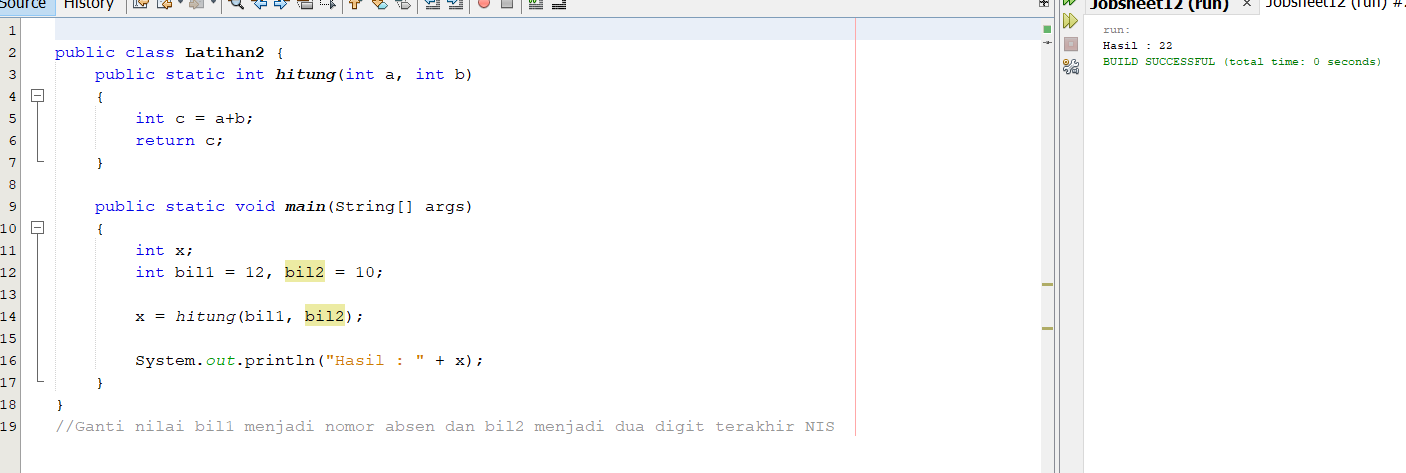 Source History
1
2 public class Latihan2 {
3 public static int hitung(int a, int b)
4 {
5 int c = a+b;
6 return c;
7 }
8
9 public static void main(String[] args)
10 {
11 int x;
12 int bil1 = 12, bil2 = 10;
13
14 x = hitung(bil1, bil2);
15
16 System.out.println("Hasil : " + x);
17 }
18 }
19 //Ganti nilai bil1 menjadi nomor absen dan bil2 menjadi dua digit terakhir NIS
Jobsheet12 (run) × Jobsheet12 (run) #
run:
Hasil : 22
BUILD SUCCESSFUL (total time: 0 seconds)